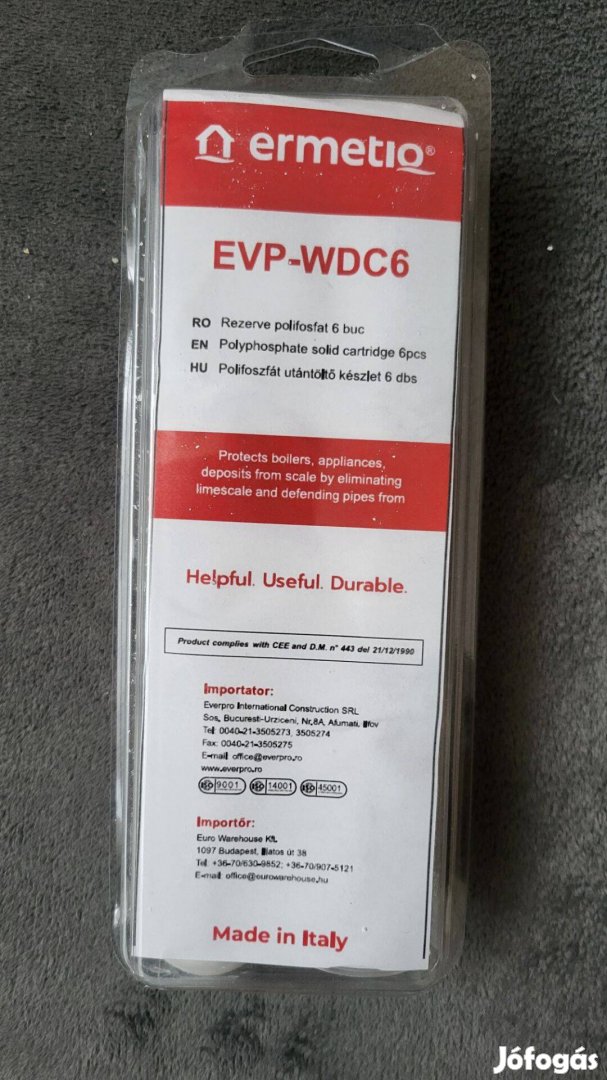 ermetiq®
EVP-WDC6
RO Rezerve polifosfat 6 buc
EN Polyphosphate solid cartridge 6pcs
HU Polifoszfát utántöltő készlet 6 dbs
Protects boilers, appliances,
deposits from scale by eliminating
limescale and defending pipes from
Helpful. Useful. Durable.
Product complies with CEE and D.M. n° 443 del 21/12/1990
Importator:
Everpro International Construction SRL
Sos, Bucuresti-Urziceni, Nr.8A, Afumati, Ilfov
Tel: 0040-21-3505273, 3505274
Fax: 0040-21-3505275
E-mail: office@everpro.ro
www.everpro.ro
ISO 9001 ISO 14001 ISO 45001
Importőr:
Euro Warehouse Kft.
1097 Budapest, Illatos út 38
Tel: +36-70/630-9852; +36-70/907-5121
E-mail: office@eurowarehouse.hu
Made in Italy
Jófogás